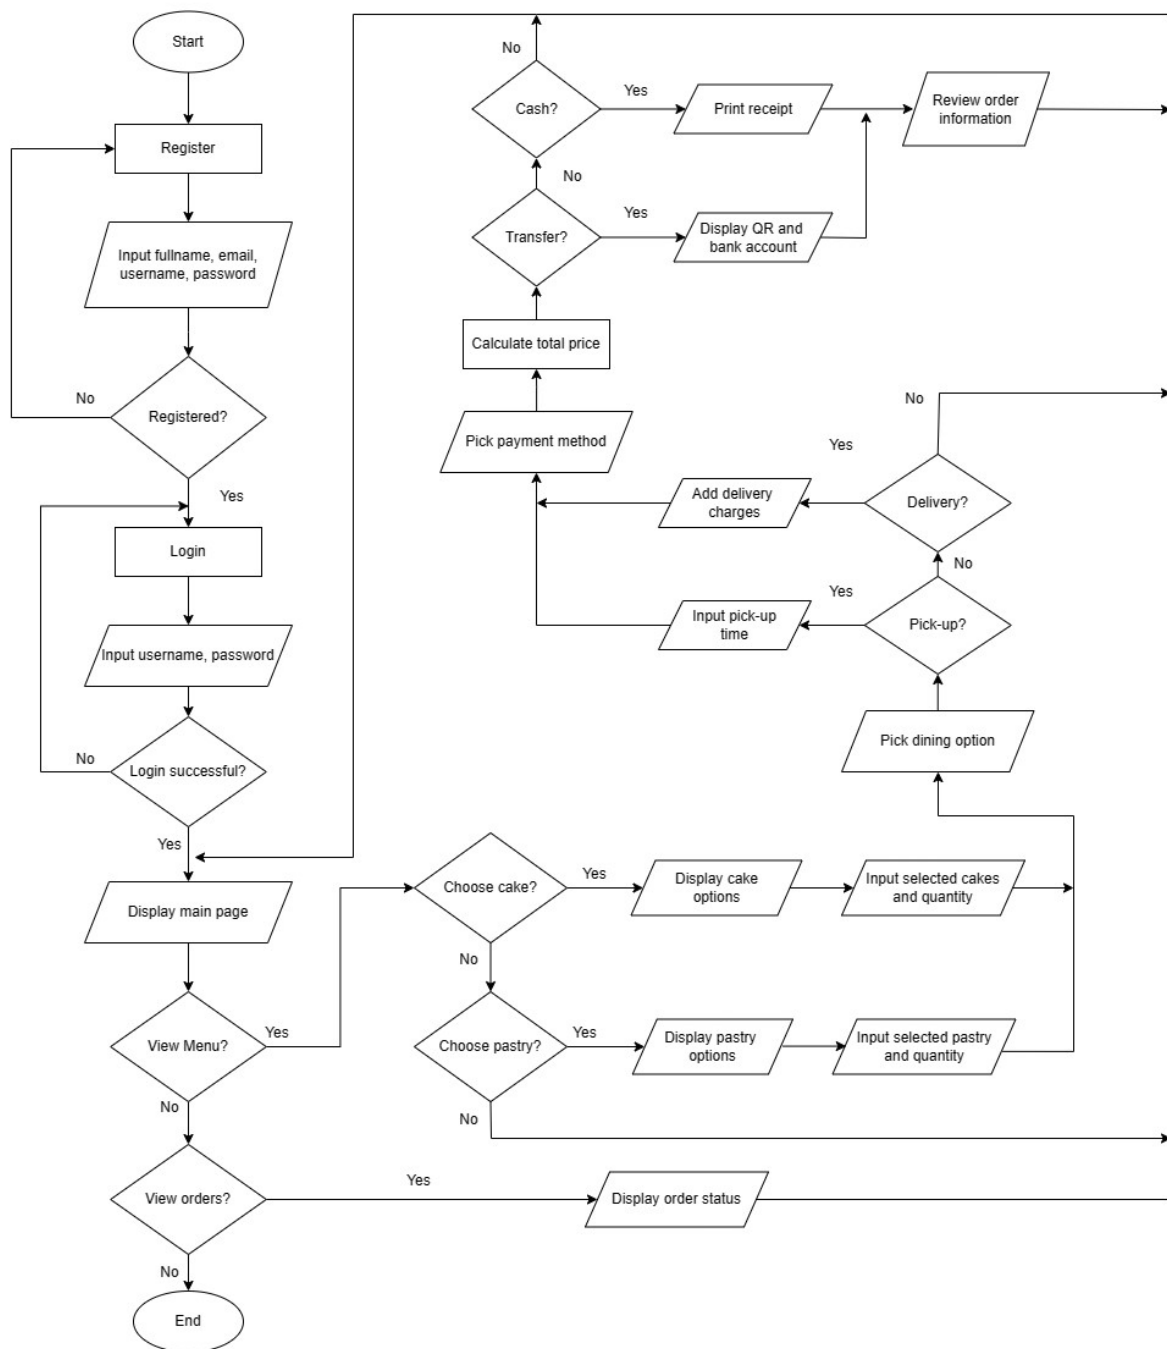 Start
Register
Input fullname, email,
username, password
Registered?
No
Yes
Login
Input username, password
Login successful?
No
Yes
Display main page
View Menu?
Yes
No
View orders?
Yes
Display order status
No
End
Choose cake?
Yes
Display cake
options
Input selected cakes
and quantity
No
Choose pastry?
Yes
Display pastry
options
Input selected pastry
and quantity
No
Pick dining option
Pick-up?
Yes
Input pick-up
time
No
Delivery?
Yes
Add delivery
charges
No
Pick payment method
Calculate total price
Transfer?
Yes
Display QR and
bank account
No
Cash?
Yes
Print receipt
Review order
information
No